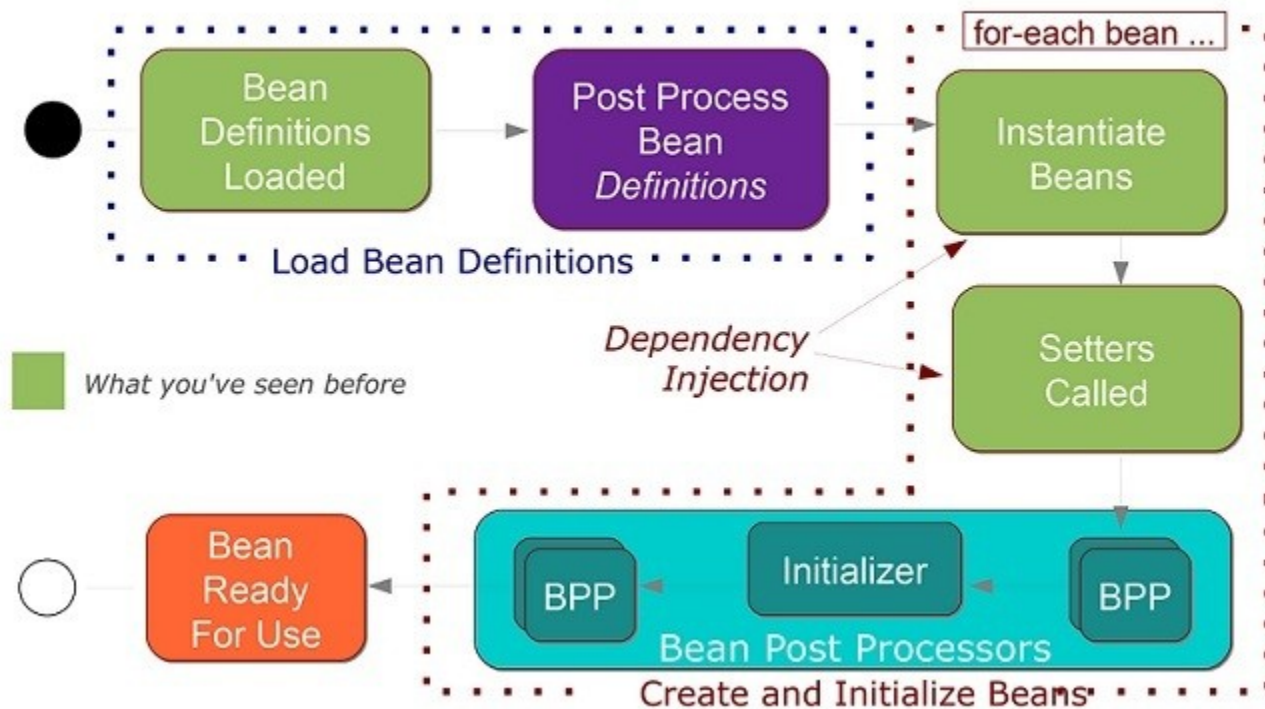 for-each bean ...
Bean
Definitions
Loaded
Post Process
Bean
Definitions
Instantiate
Beans
Load Bean Definitions
Dependency
Injection
Setters
Called
What you've seen before
Bean
Ready
For Use
BPP
Initializer
BPP
Bean Post Processors
Create and Initialize Beans